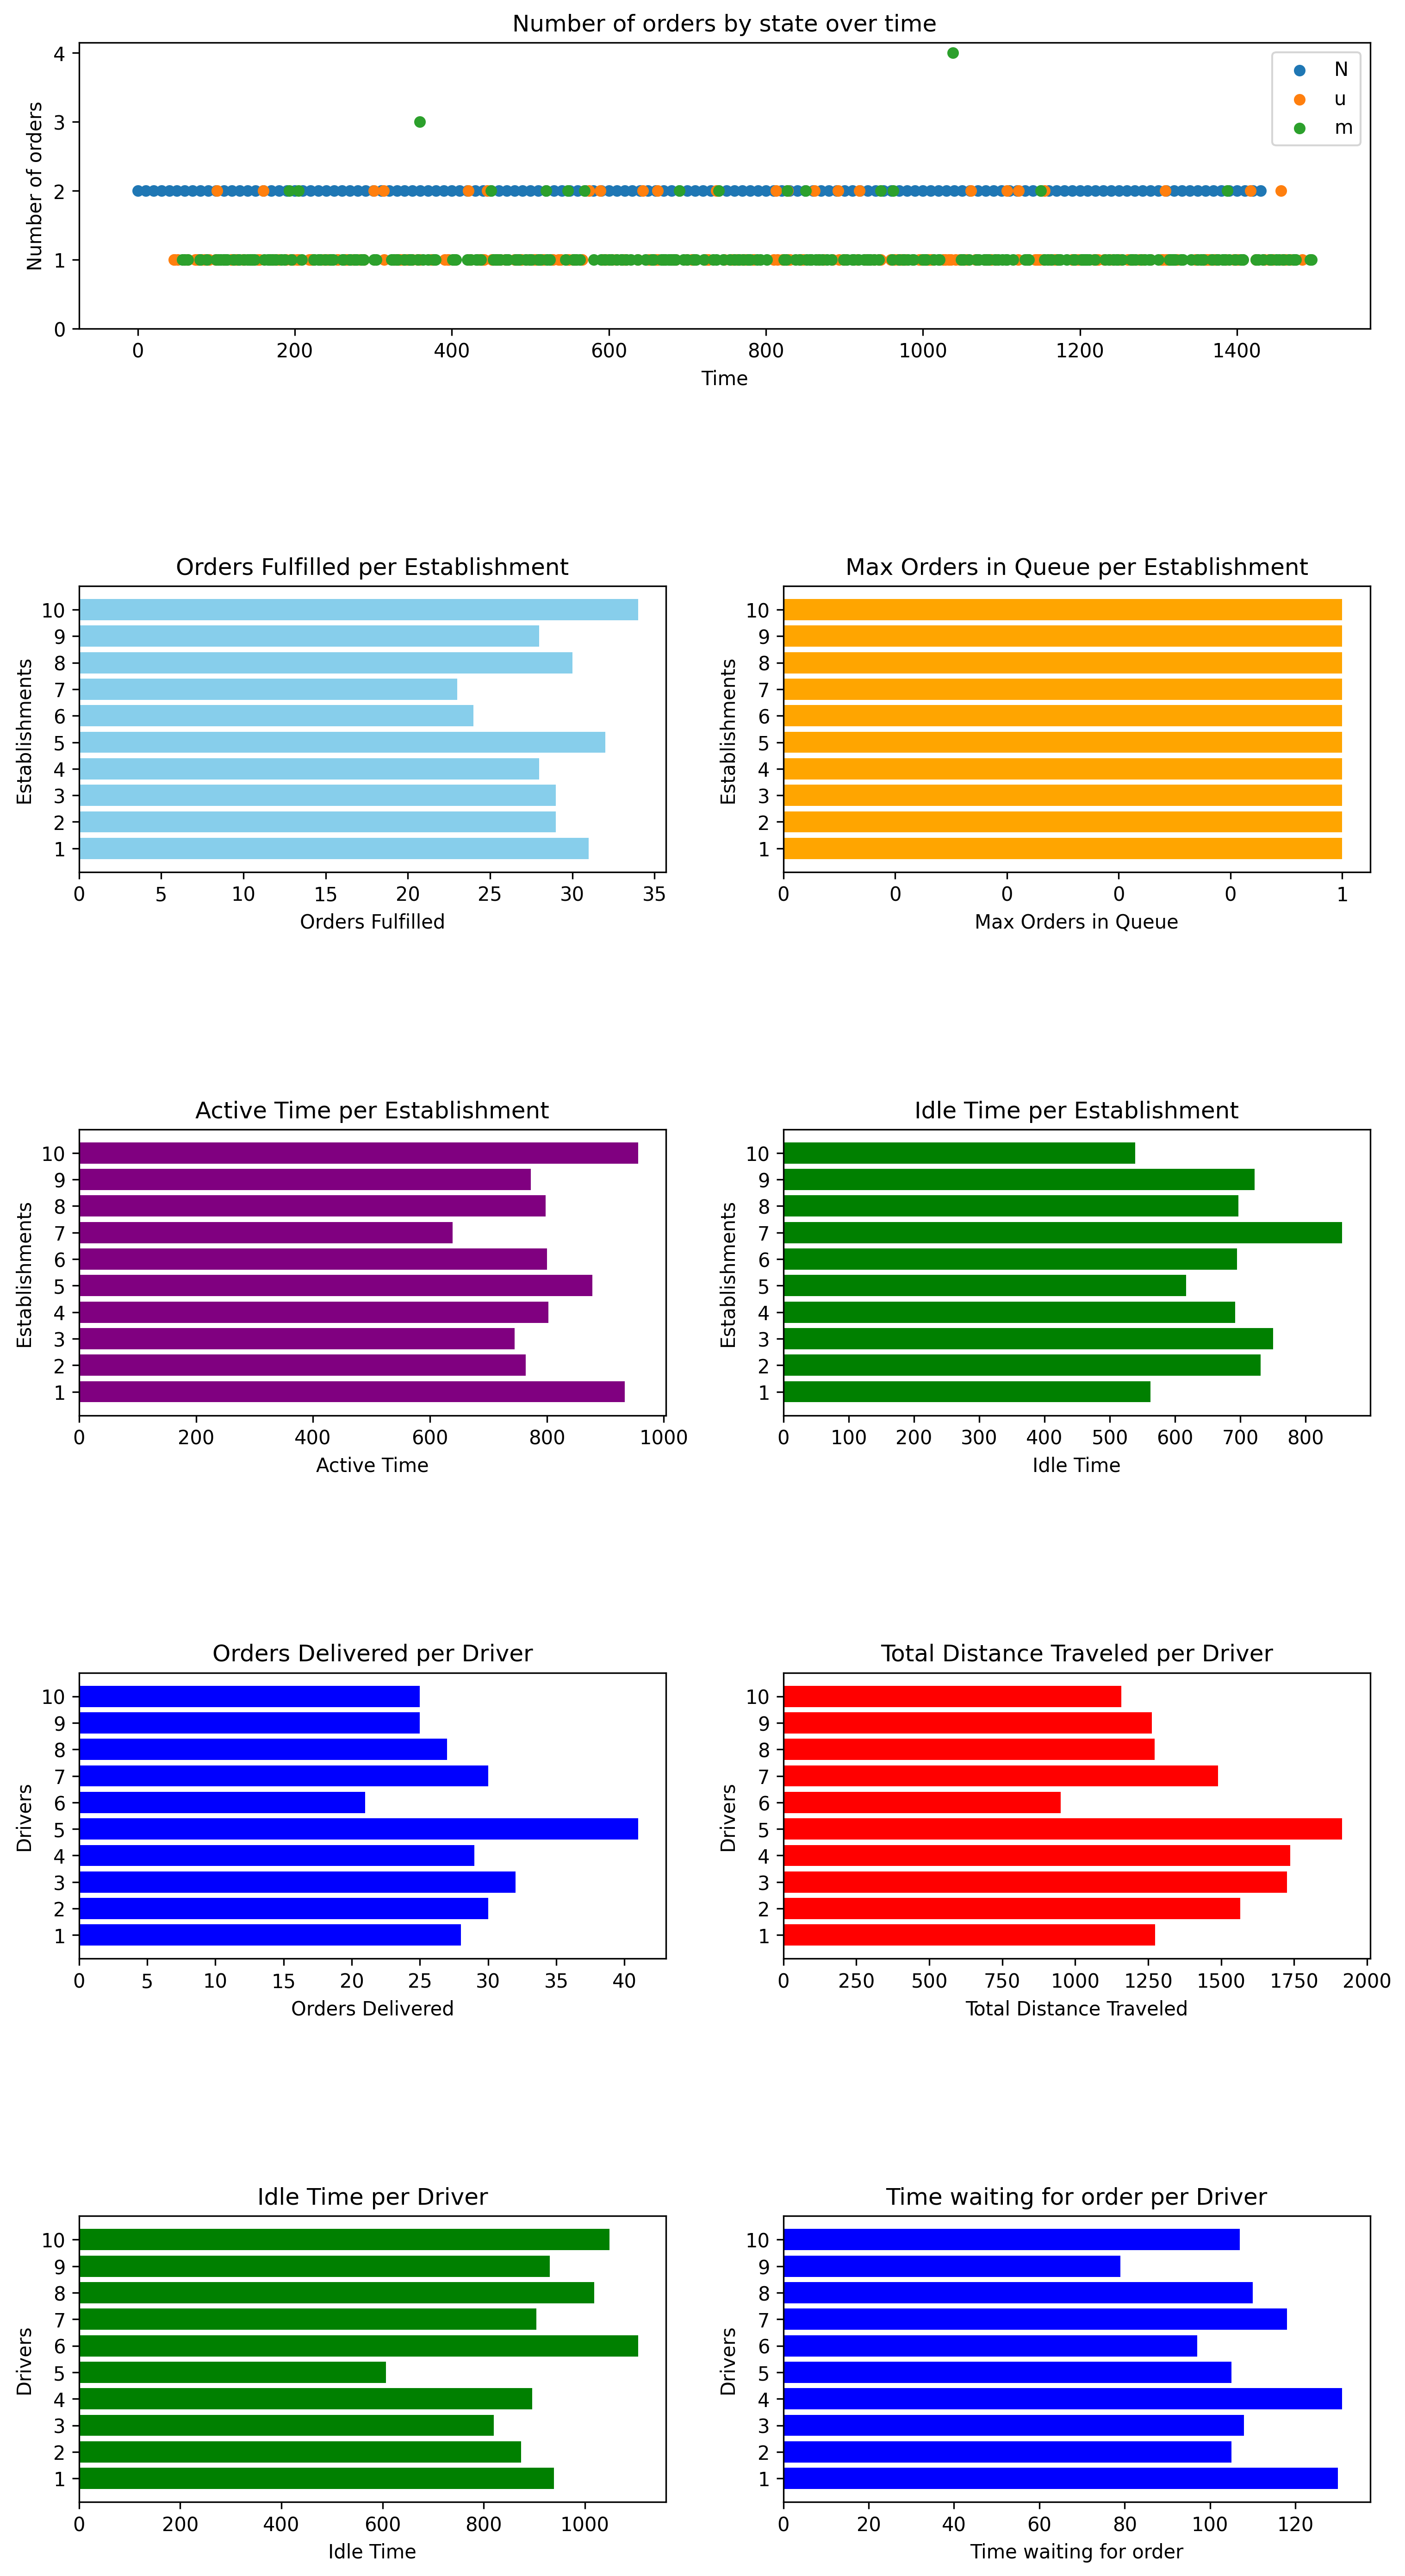 Number of orders by state over time
Number of orders
4
3
2
1
0
N
u
m
0 200 400 600 800 1000 1200 1400
Time
Orders Fulfilled per Establishment
Establishments
10
9
8
7
6
5
4
3
2
1
0 5 10 15 20 25 30 35
Orders Fulfilled
Max Orders in Queue per Establishment
Establishments
10
9
8
7
6
5
4
3
2
1
0 0 0 0 0 1
Max Orders in Queue
Active Time per Establishment
Establishments
10
9
8
7
6
5
4
3
2
1
0 200 400 600 800 1000
Active Time
Idle Time per Establishment
Establishments
10
9
8
7
6
5
4
3
2
1
0 100 200 300 400 500 600 700 800
Idle Time
Orders Delivered per Driver
Drivers
10
9
8
7
6
5
4
3
2
1
0 5 10 15 20 25 30 35 40
Orders Delivered
Total Distance Traveled per Driver
Drivers
10
9
8
7
6
5
4
3
2
1
0 250 500 750 1000 1250 1500 1750 2000
Total Distance Traveled
Idle Time per Driver
Drivers
10
9
8
7
6
5
4
3
2
1
0 200 400 600 800 1000
Idle Time
Time waiting for order per Driver
Drivers
10
9
8
7
6
5
4
3
2
1
0 20 40 60 80 100 120
Time waiting for order